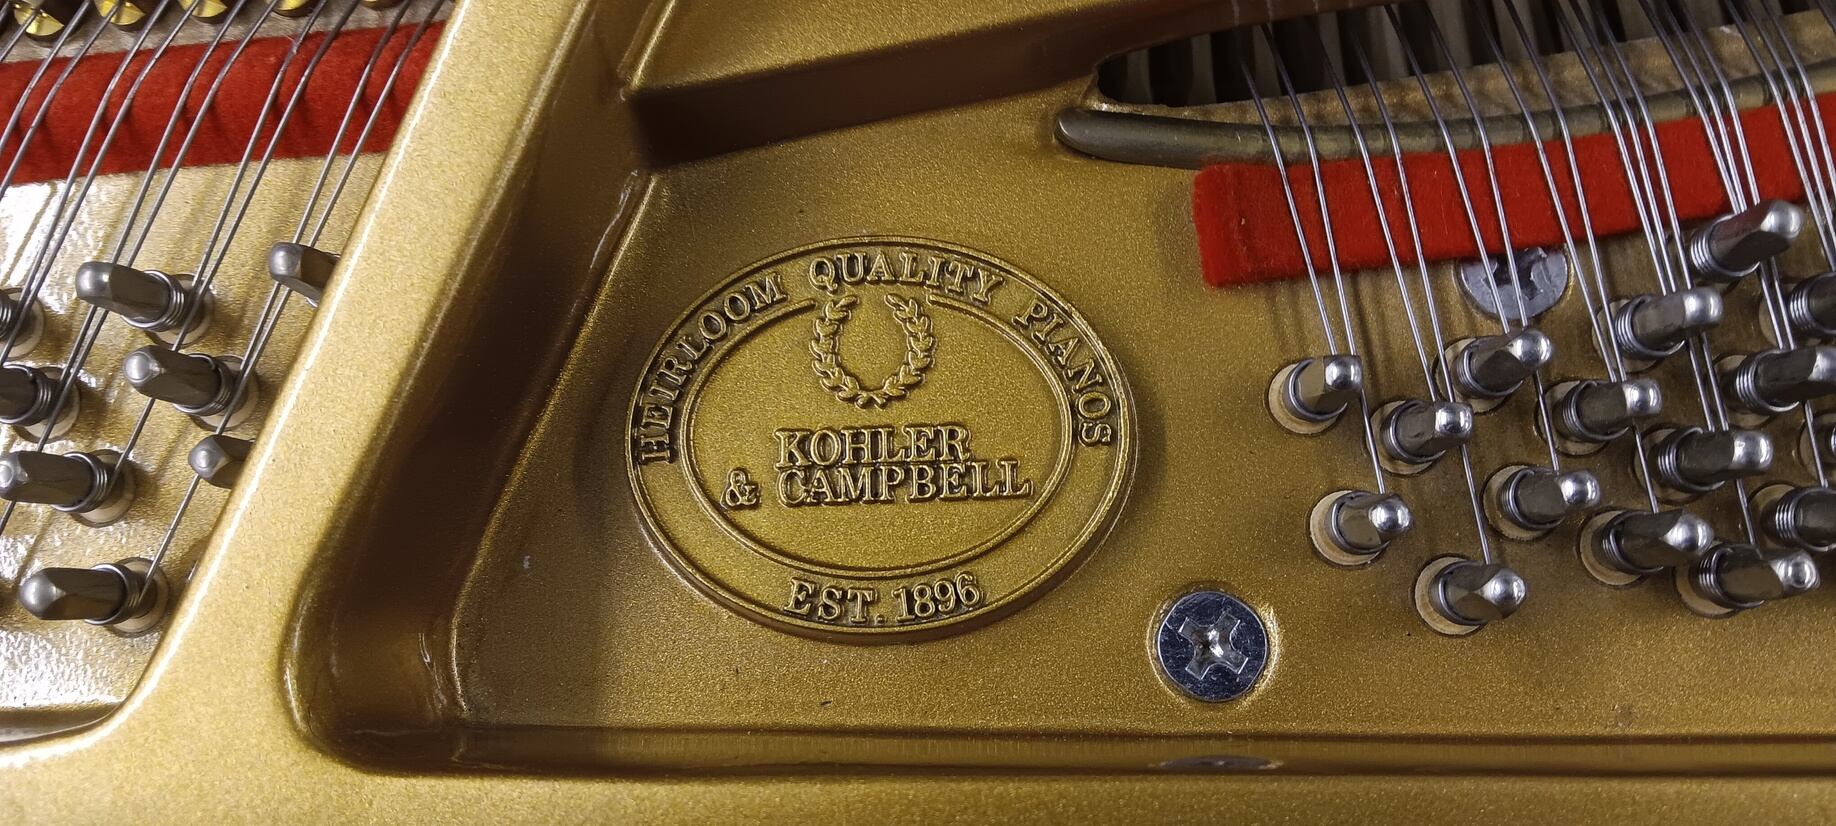 HEIRLOOM QUALITY PIANOS
KOHLER
& CAMPBELL
EST. 1896